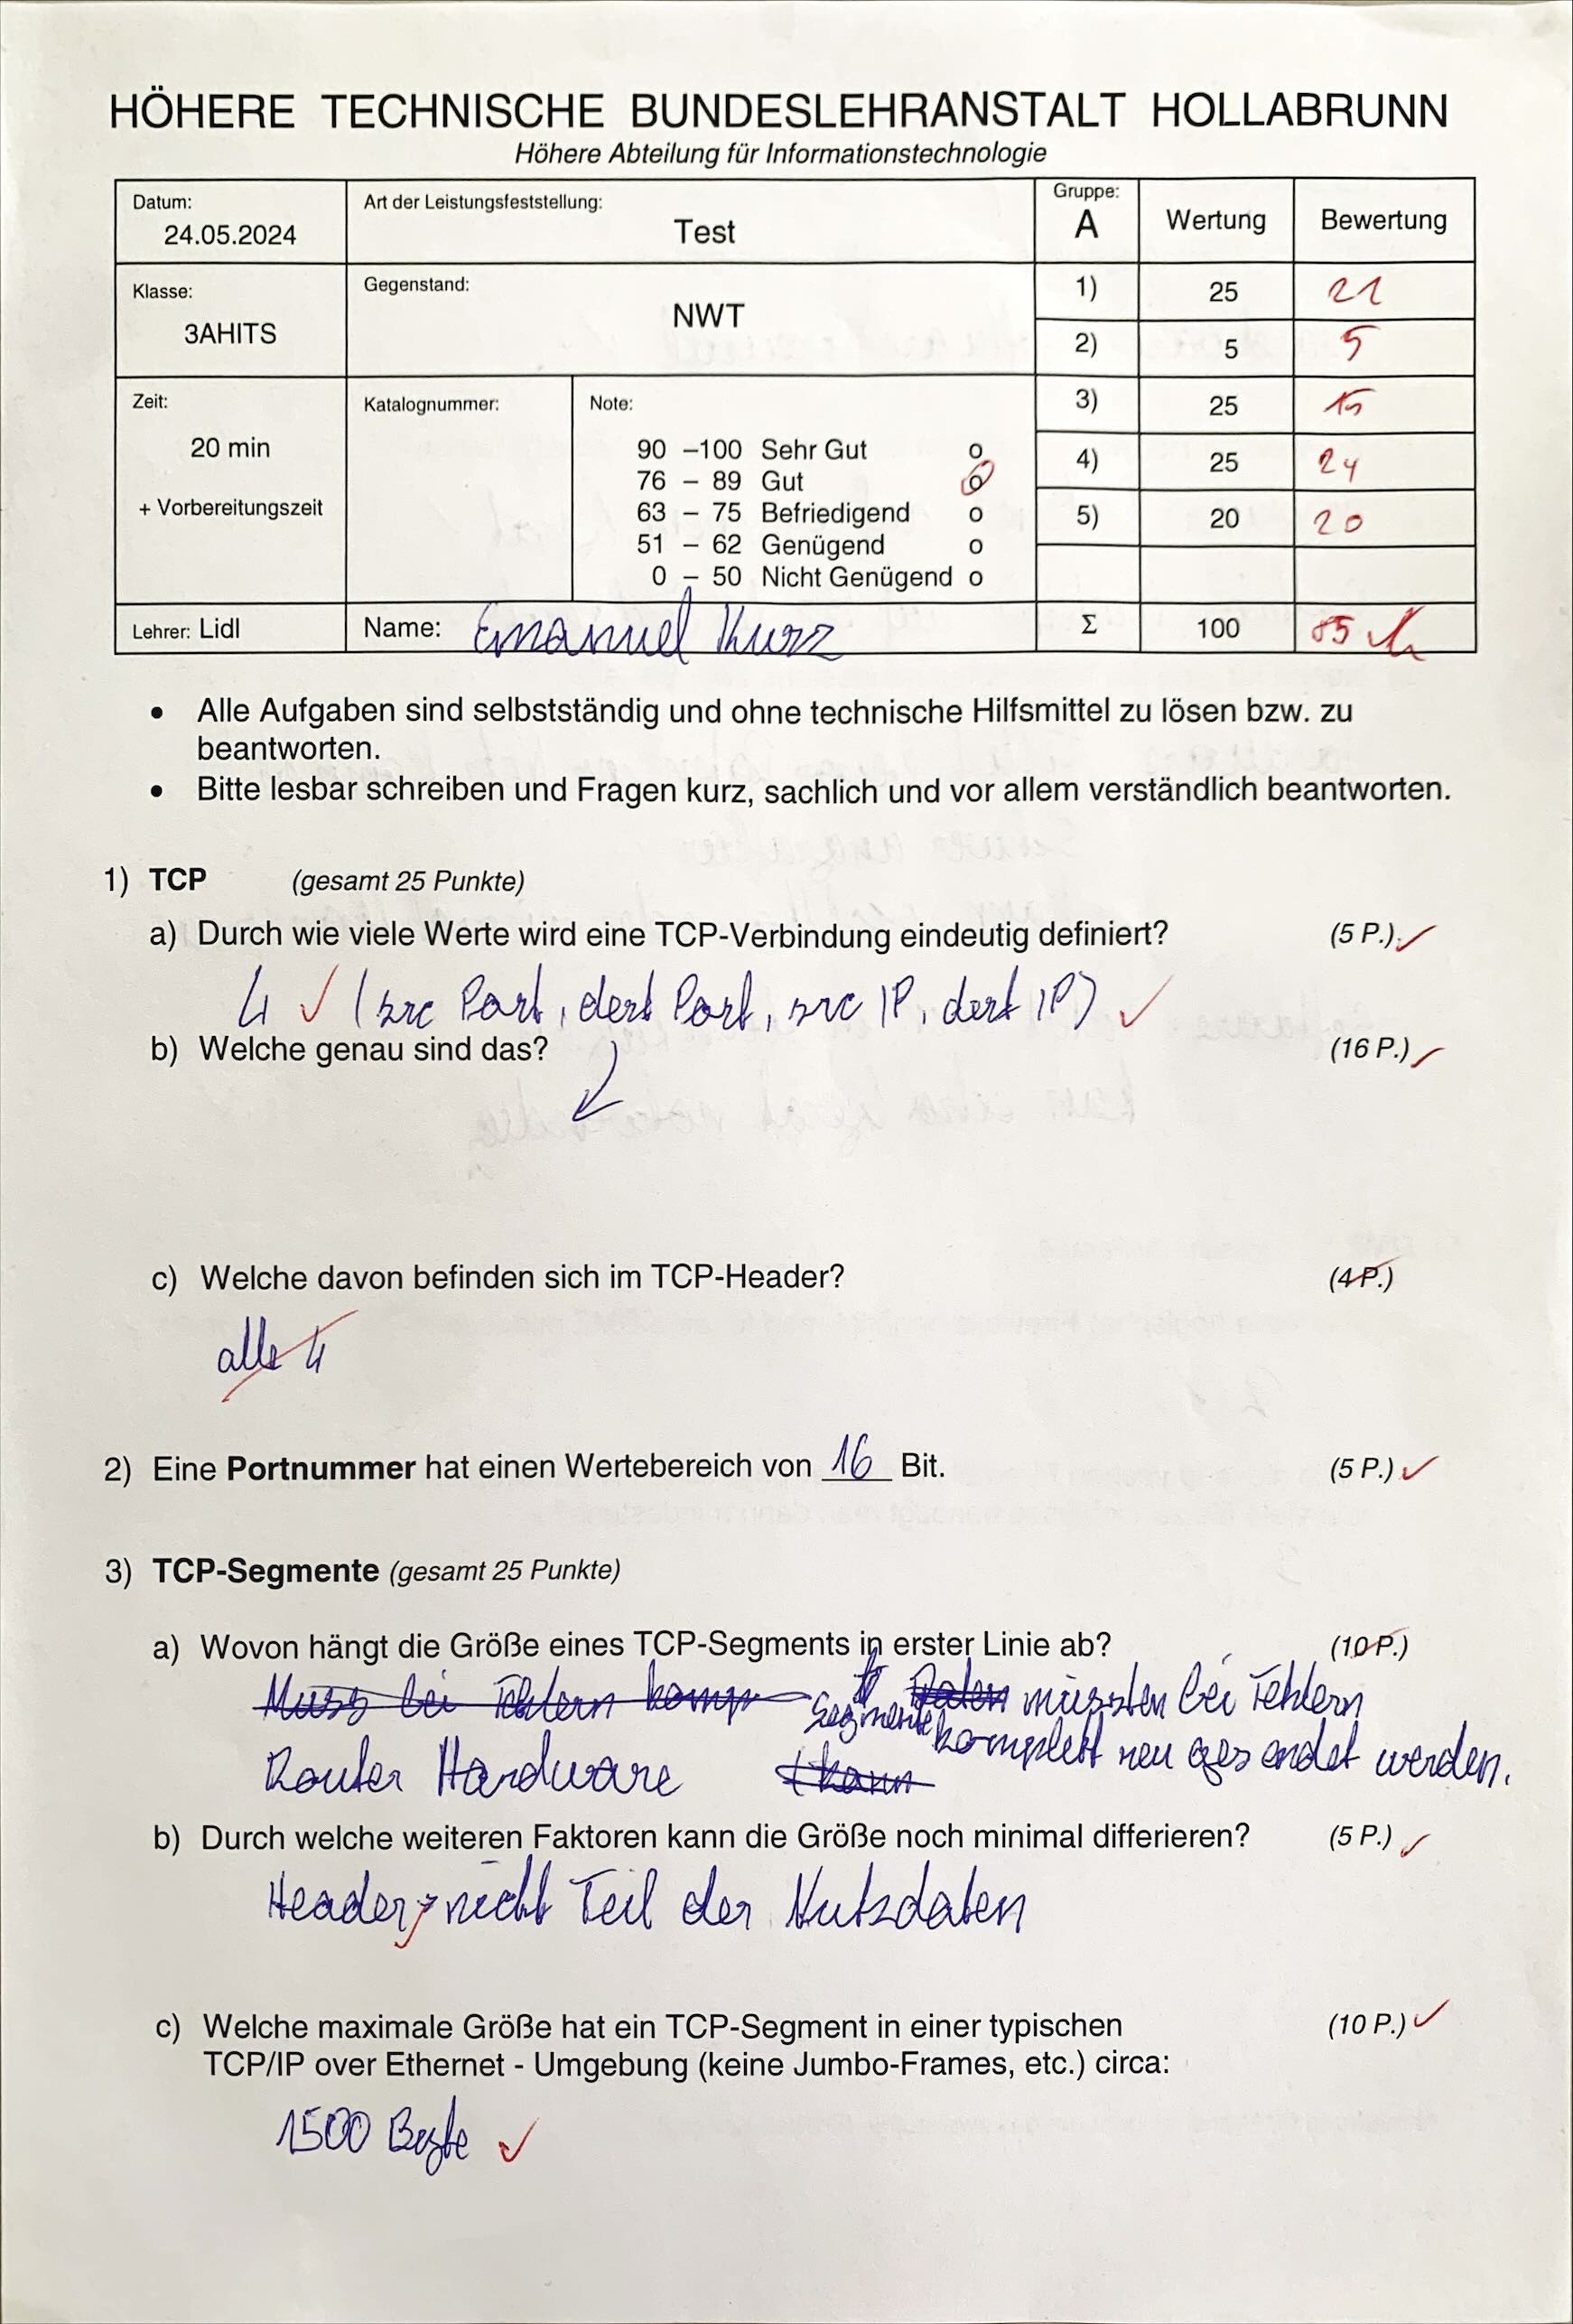 HÖHERE TECHNISCHE BUNDESLEHRANSTALT HOLLABRUNN
Höhere Abteilung für Informationstechnologie
Datum:
24.05.2024
Art der Leistungsfeststellung:
Test
Gruppe:
A
Wertung
Bewertung
Klasse:
3AHITS
Gegenstand:
NWT
1) 25 21
2) 5 5
Zeit:
20 min
+ Vorbereitungszeit
Katalognummer:
Note:
90 –100 Sehr Gut o
76 – 89 Gut o
63 – 75 Befriedigend o
51 – 62 Genügend o
0 – 50 Nicht Genügend o
3) 25 15
4) 25 24
5) 20 20
Lehrer: Lidl
Name: Emanuel Kurz
Σ 100 85
• Alle Aufgaben sind selbstständig und ohne technische Hilfsmittel zu lösen bzw. zu
beantworten.
• Bitte lesbar schreiben und Fragen kurz, sachlich und vor allem verständlich beantworten.
1) TCP (gesamt 25 Punkte)
a) Durch wie viele Werte wird eine TCP-Verbindung eindeutig definiert? (5 P.)
4 (src Port, dest Port, src IP, dest IP)
b) Welche genau sind das? (16 P.)
c) Welche davon befinden sich im TCP-Header? (4 P.)
alle 4
2) Eine Portnummer hat einen Wertebereich von 16 Bit. (5 P.)
3) TCP-Segmente (gesamt 25 Punkte)
a) Wovon hängt die Größe eines TCP-Segments in erster Linie ab? (10 P.)
Muss bei Fehlern komp Segmente Daten müssten bei Fehlern
komplett neu gesendet werden.
Router Hardware kann
b) Durch welche weiteren Faktoren kann die Größe noch minimal differieren? (5 P.)
Header, nicht Teil der Nutzdaten
c) Welche maximale Größe hat ein TCP-Segment in einer typischen (10 P.)
TCP/IP over Ethernet - Umgebung (keine Jumbo-Frames, etc.) circa:
1500 Byte